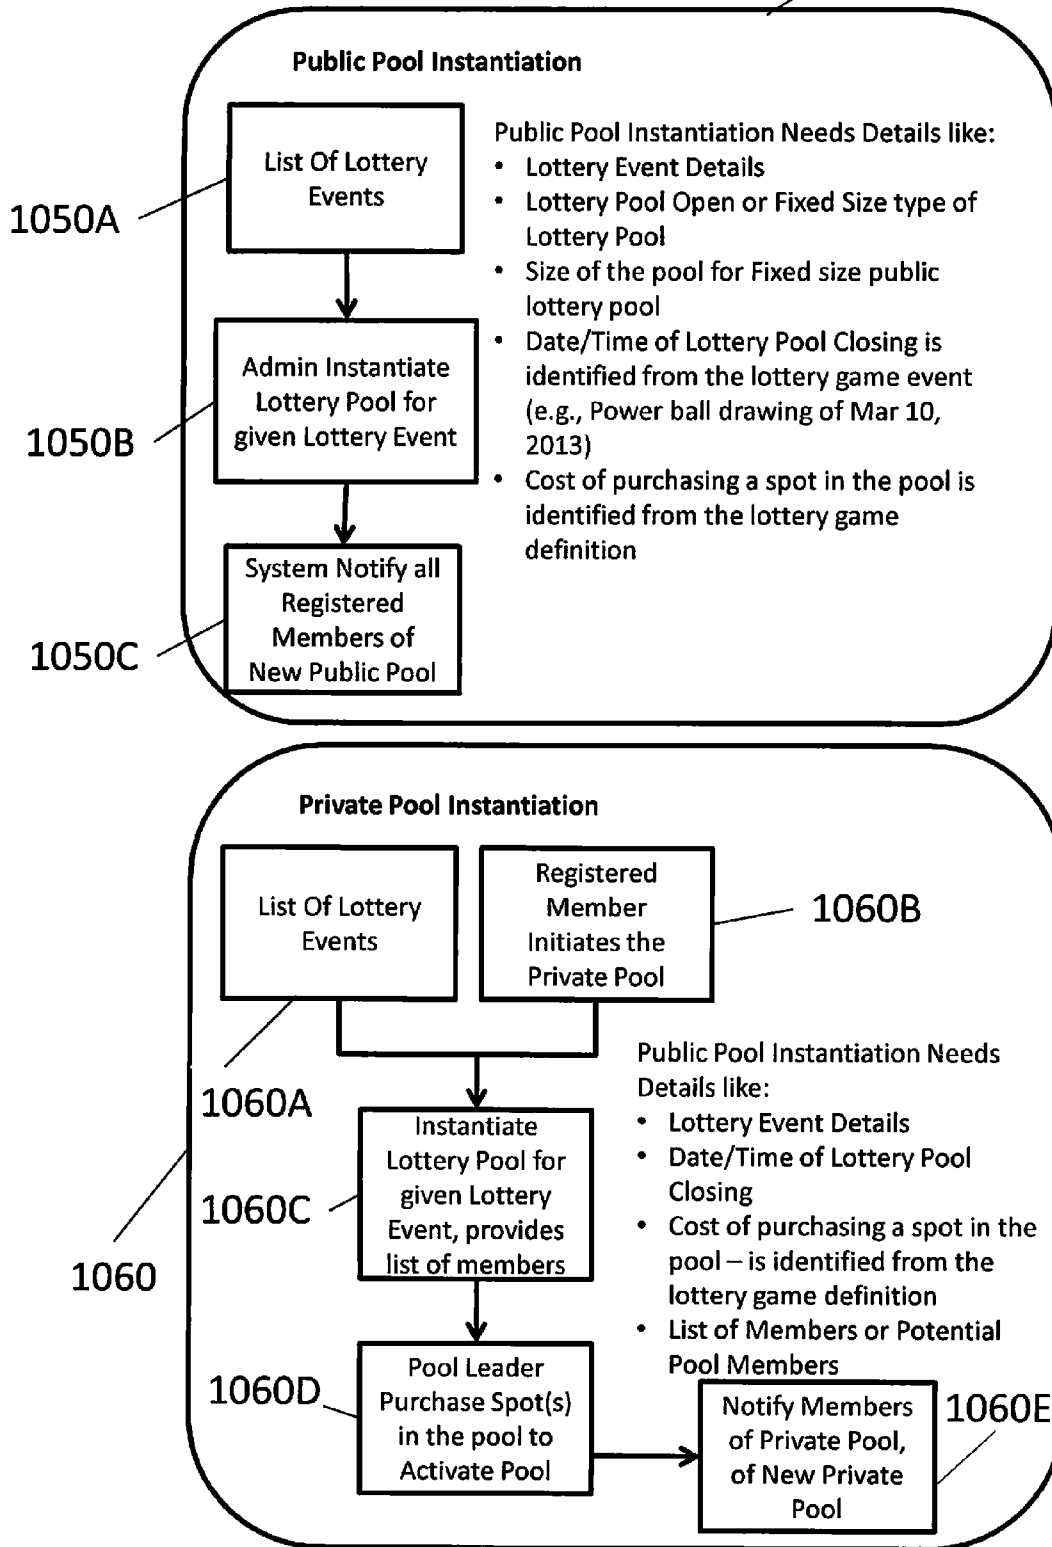 Public Pool Instantiation
List Of Lottery
Events
1050A
Admin Instantiate
Lottery Pool for
given Lottery Event
1050B
System Notify all
Registered
Members of
New Public Pool
1050C
Public Pool Instantiation Needs Details like:
• Lottery Event Details
• Lottery Pool Open or Fixed Size type of
Lottery Pool
• Size of the pool for Fixed size public
lottery pool
• Date/Time of Lottery Pool Closing is
identified from the lottery game event
(e.g., Power ball drawing of Mar 10,
2013)
• Cost of purchasing a spot in the pool is
identified from the lottery game
definition
Private Pool Instantiation
List Of Lottery
Events
1060A
Registered
Member
Initiates the
Private Pool
1060B
Instantiate
Lottery Pool for
given Lottery
Event, provides
list of members
1060C
1060
Public Pool Instantiation Needs
Details like:
• Lottery Event Details
• Date/Time of Lottery Pool
Closing
• Cost of purchasing a spot in the
pool – is identified from the
lottery game definition
• List of Members or Potential
Pool Members
Pool Leader
Purchase Spot(s)
in the pool to
Activate Pool
1060D
Notify Members
of Private Pool,
of New Private
Pool
1060E